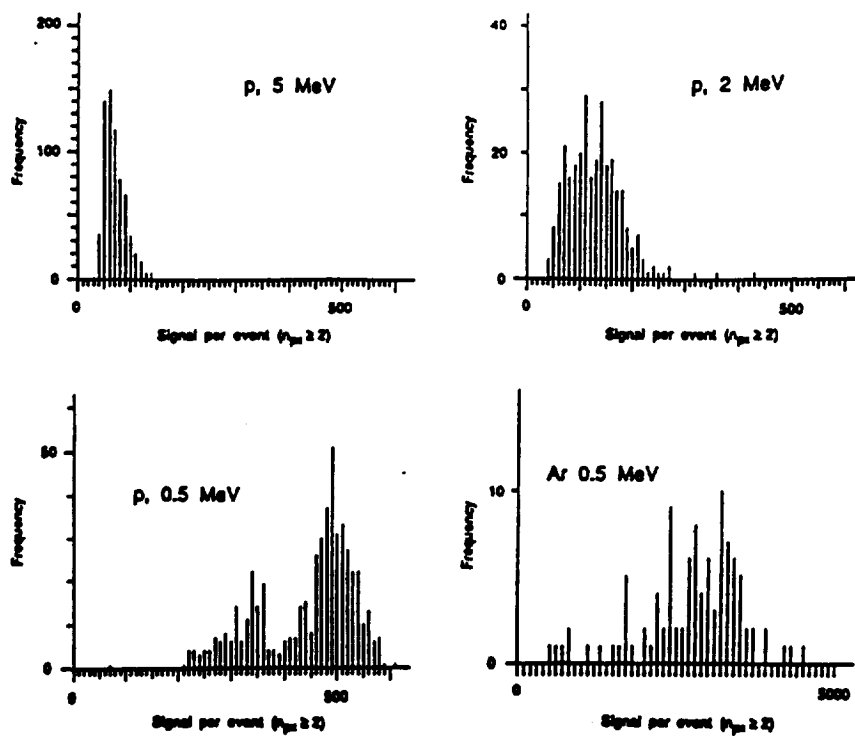 200
p, 5 MeV
Frequency
100
0
0
500
Signal per event (n_px ≥ 2)
40
p, 2 MeV
Frequency
20
0
0
500
Signal per event (n_px ≥ 2)
50
p, 0.5 MeV
Frequency
0
0
500
Signal per event (n_px ≥ 2)
Ar 0.5 MeV
10
Frequency
0
0
5000
Signal per event (n_px ≥ 2)